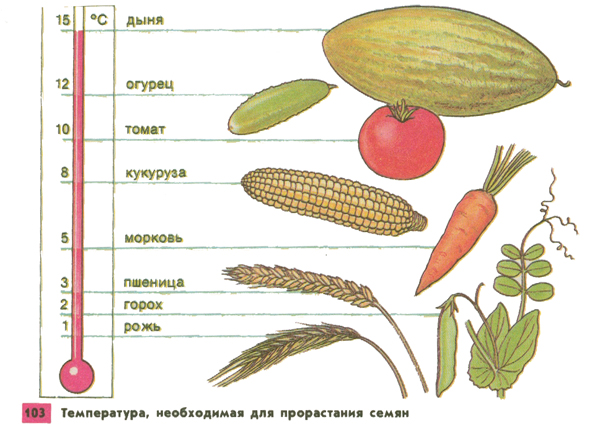 15 °C дыня
12 огурец
10 томат
8 кукуруза
5 морковь
3 пшеница
2 горох
1 рожь
103 Температура, необходимая для прорастания семян